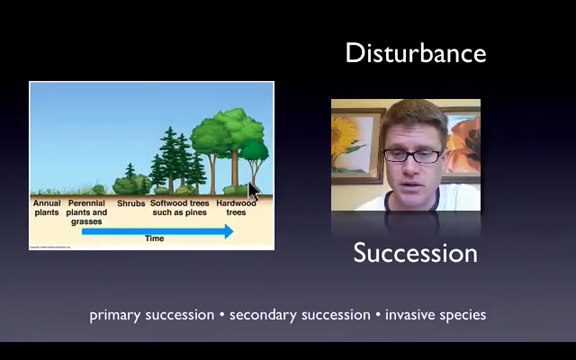 Disturbance
Annual Perennial Shrubs Softwood trees Hardwood
plants plants and such as pines trees
grasses
Time
Succession
primary succession • secondary succession • invasive species